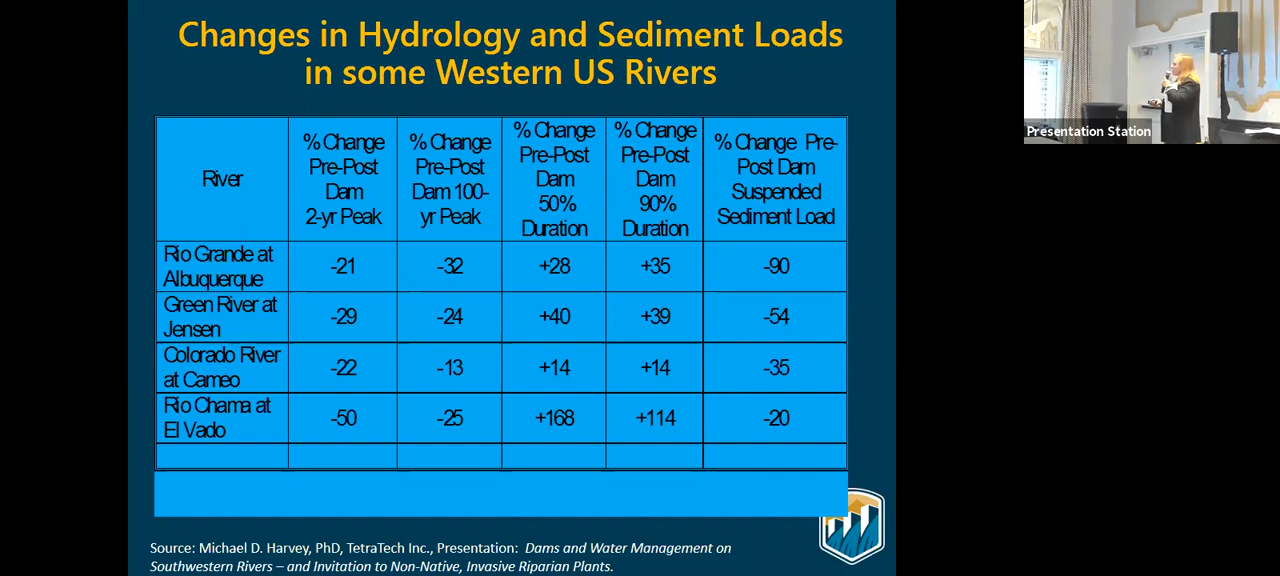 Changes in Hydrology and Sediment Loads
in some Western US Rivers
River
% Change
Pre-Post
Dam
2-yr Peak
% Change
Pre-Post
Dam 100-
yr Peak
% Change
Pre-Post
Dam
50%
Duration
% Change
Pre-Post
Dam
90%
Duration
% Change Pre-
Post Dam
Suspended
Sediment Load
Rio Grande at
Albuquerque
-21
-32
+28
+35
-90
Green River at
Jensen
-29
-24
+40
+39
-54
Colorado River
at Cameo
-22
-13
+14
+14
-35
Rio Chama at
El Vado
-50
-25
+168
+114
-20
Source: Michael D. Harvey, PhD, TetraTech Inc., Presentation: Dams and Water Management on
Southwestern Rivers – and Invitation to Non-Native, Invasive Riparian Plants.
Presentation Station